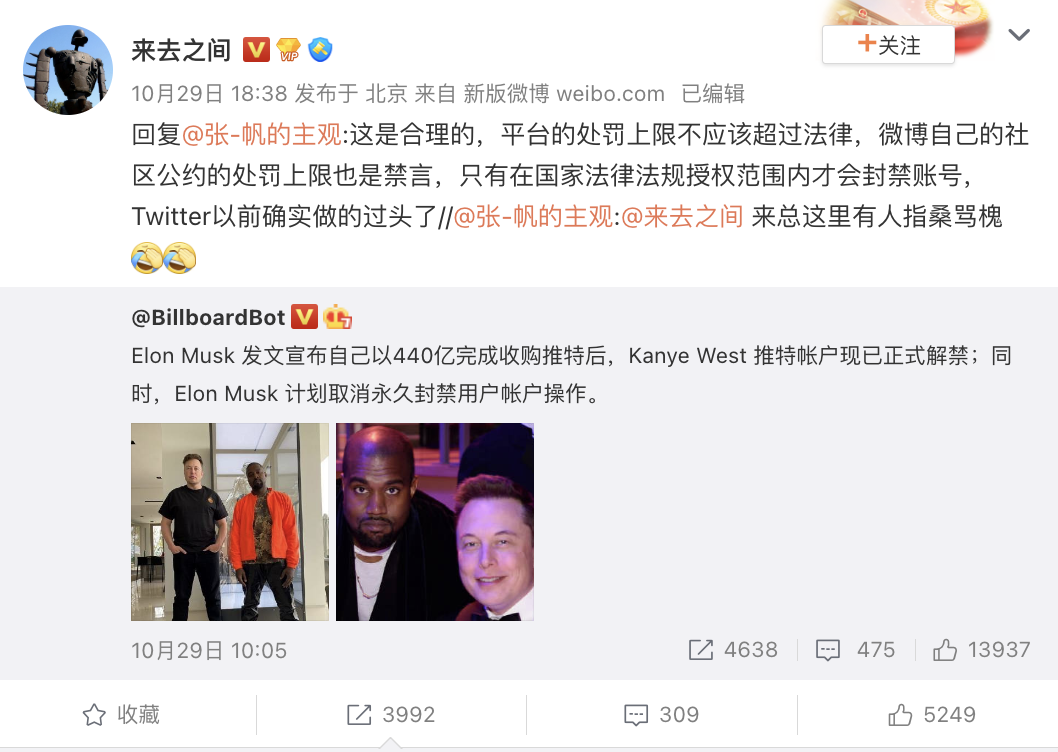 来去之间 V VIP
+关注
10月29日 18:38 发布于 北京 来自 新版微博 weibo.com 已编辑
回复@张-帆的主观:这是合理的，平台的处罚上限不应该超过法律，微博自己的社
区公约的处罚上限也是禁言，只有在国家法律法规授权范围内才会封禁账号，
Twitter以前确实做的过头了//@张-帆的主观:@来去之间 来总这里有人指桑骂槐
@BillboardBot V 7
Elon Musk 发文宣布自己以440亿完成收购推特后，Kanye West 推特帐户现已正式解禁；同
时，Elon Musk 计划取消永久封禁用户帐户操作。
10月29日 10:05 4638 475 13937
收藏 3992 309 5249